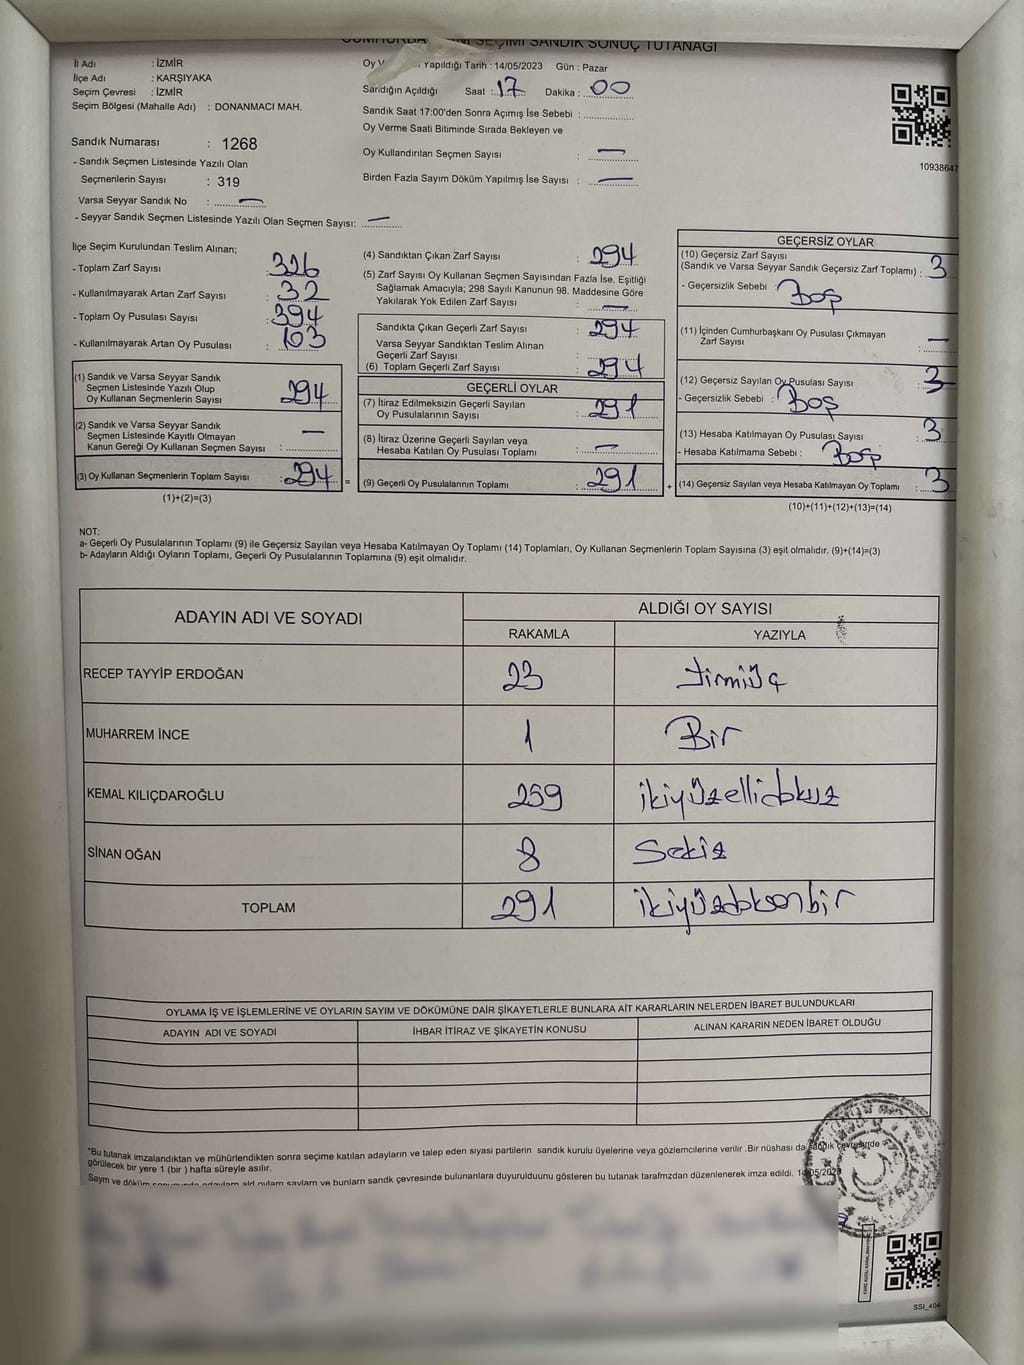 SEÇİMİ SANDIK SONUÇ TUTANAĞI
İl Adı : İZMİR
İlçe Adı : KARŞIYAKA
Seçim Çevresi : İZMİR
Seçim Bölgesi (Mahalle Adı) : DONANMACI MAH.
Sandık Numarası : 1268
- Sandık Seçmen Listesinde Yazılı Olan
Seçmenlerin Sayısı : 319
Varsa Seyyar Sandık No : —
- Seyyar Sandık Seçmen Listesinde Yazılı Olan Seçmen Sayısı: —
Oy Yapıldığı Tarih : 14/05/2023 Gün : Pazar
Sandığın Açıldığı Saat : 17 Dakika : 00
Sandık Saat 17:00'den Sonra Açımış İse Sebebi :
Oy Verme Saati Bitiminde Sırada Bekleyen ve
Oy Kullandırılan Seçmen Sayısı : —
Birden Fazla Sayım Döküm Yapılmış İse Sayısı : —
10938647
İlçe Seçim Kurulundan Teslim Alınan;
- Toplam Zarf Sayısı : 326
- Kullanılmayarak Artan Zarf Sayısı : 32
- Toplam Oy Pusulası Sayısı : 394
- Kullanılmayarak Artan Oy Pusulası : 103
(1) Sandık ve Varsa Seyyar Sandık
Seçmen Listesinde Yazılı Olup
Oy Kullanan Seçmenlerin Sayısı : 294
(2) Sandık ve Varsa Seyyar Sandık
Seçmen Listesinde Kayıtlı Olmayan
Kanun Gereği Oy Kullanan Seçmen Sayısı : —
(3) Oy Kullanan Seçmenlerin Toplam Sayısı : 294 =
(1)+(2)=(3)
(4) Sandıktan Çıkan Zarf Sayısı : 294
(5) Zarf Sayısı Oy Kullanan Seçmen Sayısından Fazla İse, Eşitliği
Sağlamak Amacıyla; 298 Sayılı Kanunun 98. Maddesine Göre
Yakılarak Yok Edilen Zarf Sayısı : —
Sandıkta Çıkan Geçerli Zarf Sayısı : 294
Varsa Seyyar Sandıktan Teslim Alınan
Geçerli Zarf Sayısı :
(6) Toplam Geçerli Zarf Sayısı : 294
GEÇERLİ OYLAR
(7) İtiraz Edilmeksizin Geçerli Sayılan
Oy Pusulalarının Sayısı : 291
(8) İtiraz Üzerine Geçerli Sayılan veya
Hesaba Katılan Oy Pusulası Toplamı : —
(9) Geçerli Oy Pusulalarının Toplamı : 291 +
GEÇERSİZ OYLAR
(10) Geçersiz Zarf Sayısı
(Sandık ve Varsa Seyyar Sandık Geçersiz Zarf Toplamı) : 3
- Geçersizlik Sebebi : Boş
(11) İçinden Cumhurbaşkanı Oy Pusulası Çıkmayan
Zarf Sayısı : —
(12) Geçersiz Sayılan Oy Pusulası Sayısı : 3
- Geçersizlik Sebebi : Boş
(13) Hesaba Katılmayan Oy Pusulası Sayısı : 3
- Hesaba Katılmama Sebebi : Boş
(14) Geçersiz Sayılan veya Hesaba Katılmayan Oy Toplamı : 3
(10)+(11)+(12)+(13)=(14)
NOT:
a- Geçerli Oy Pusulalarının Toplamı (9) ile Geçersiz Sayılan veya Hesaba Katılmayan Oy Toplamı (14) Toplamları, Oy Kullanan Seçmenlerin Toplam Sayısına (3) eşit olmalıdır. (9)+(14)=(3)
b- Adayların Aldığı Oyların Toplamı, Geçerli Oy Pusulalarının Toplamına (9) eşit olmalıdır.
ADAYIN ADI VE SOYADI ALDIĞI OY SAYISI
RAKAMLA YAZIYLA
RECEP TAYYİP ERDOĞAN 23 yirmiüç
MUHARREM İNCE 1 Bir
KEMAL KILIÇDAROĞLU 259 ikiyüzellidokuz
SİNAN OĞAN 8 Sekiz
TOPLAM 291 ikiyüzdoksanbir
OYLAMA İŞ VE İŞLEMLERİNE VE OYLARIN SAYIM VE DÖKÜMÜNE DAİR ŞİKAYETLERLE BUNLARA AİT KARARLARIN NELERDEN İBARET BULUNDUKLARI
ADAYIN ADI VE SOYADI İHBAR İTİRAZ VE ŞİKAYETİN KONUSU ALINAN KARARIN NEDEN İBARET OLDUĞU
*Bu tutanak imzalandıktan ve mühürlendikten sonra seçime katılan adayların ve talep eden siyasi partilerin sandık kurulu üyelerine veya gözlemcilerine verilir .Bir nüshası da sandık çevresinde
görülecek bir yere 1 (bir ) hafta süreyle asılır.
Saym ve döküm sonucunda adaylarn ald oylarn saylarn ve bunlarn sandk çevresinde bulunanlara duyurulduunu gösteren bu tutanak tarafmzdan düzenlenerek imza edildi.
SSİ_404